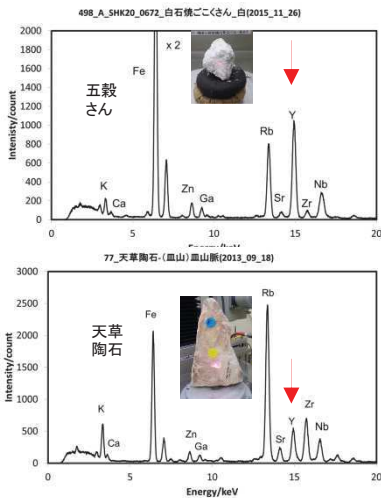 498_A_SHK20_0672_白石焼ごこくさん_白(2015_11_26)
2000
1800
1600
1400
1200
1000
800
600
400
200
0
Intenisty/count
Fe
x 2
五穀
さん
K
Ca
Zn
Ga
Rb
Sr
Y
Zr
Nb
0
5
10
15
20
Energy/keV
77_天草陶石-(皿山)皿山脈(2013_09_18)
3000
2500
2000
1500
1000
500
0
Intensity/count
天草
陶石
K
Ca
Fe
Zn
Ga
Rb
Sr
Y
Zr
Nb
0
5
10
15
20
Energy/keV